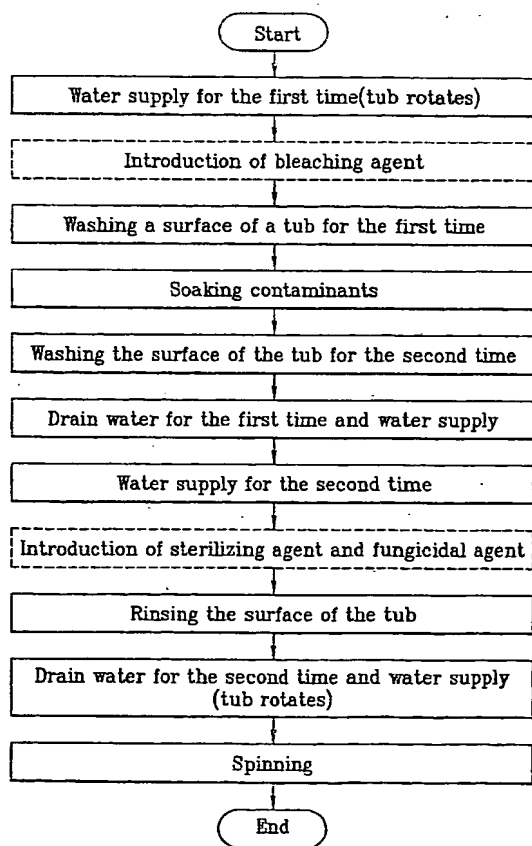 Start
Water supply for the first time(tub rotates)
Introduction of bleaching agent
Washing a surface of a tub for the first time
Soaking contaminants
Washing the surface of the tub for the second time
Drain water for the first time and water supply
Water supply for the second time
Introduction of sterilizing agent and fungicidal agent
Rinsing the surface of the tub
Drain water for the second time and water supply
(tub rotates)
Spinning
End